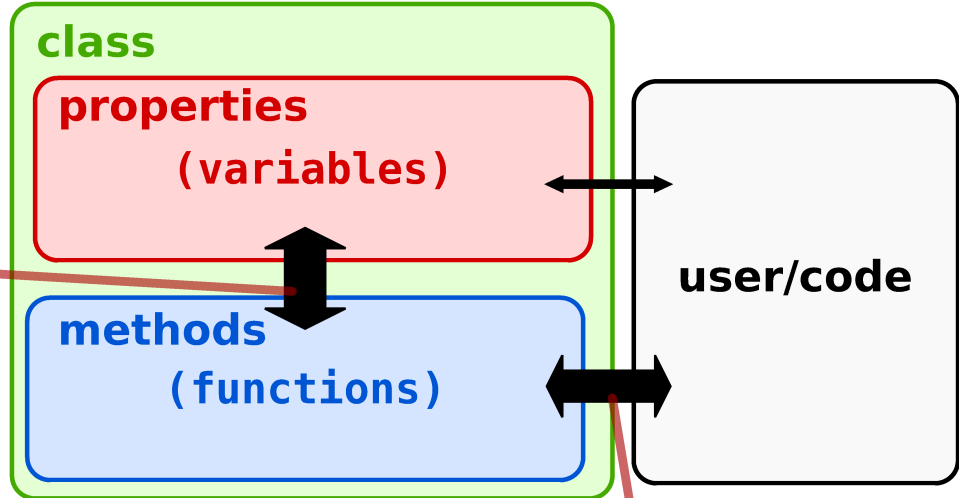 class
properties
(variables)
user/code
methods
(functions)